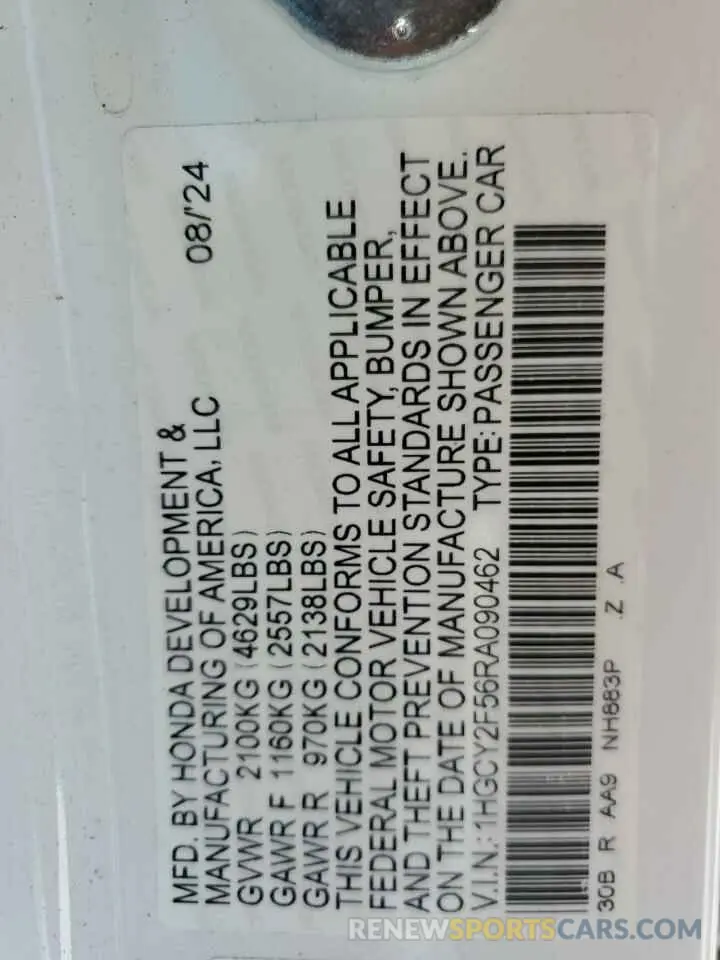 MFD. BY HONDA DEVELOPMENT &
MANUFACTURING OF AMERICA, LLC 08/'24
GVWR 2100KG (4629LBS)
GAWR F 1160KG (2557LBS)
GAWR R 970KG (2138LBS)
THIS VEHICLE CONFORMS TO ALL APPLICABLE
FEDERAL MOTOR VEHICLE SAFETY, BUMPER,
AND THEFT PREVENTION STANDARDS IN EFFECT
ON THE DATE OF MANUFACTURE SHOWN ABOVE.
V.I.N.: 1HGCY2F56RA090462 TYPE: PASSENGER CAR
30B R AA9 NH883P .Z .A
RENEWSPORTSCARS.COM